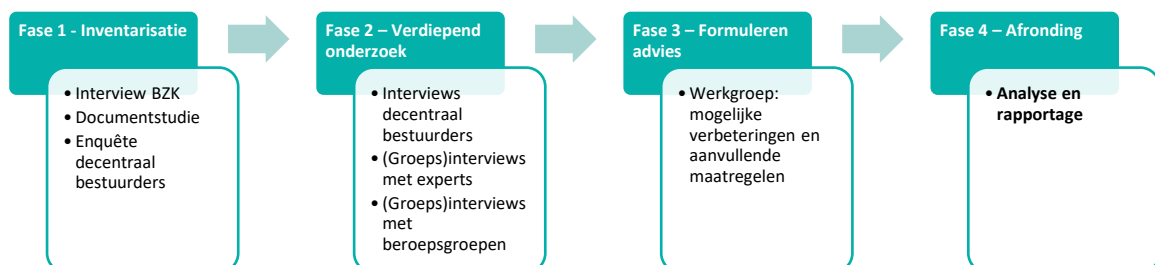 Fase 1 - Inventarisatie
• Interview BZK
• Documentstudie
• Enquête
decentraal
bestuurders
Fase 2 – Verdiepend
onderzoek
• Interviews
decentraal
bestuurders
• (Groeps)interviews
met experts
• (Groeps)interviews
met
beroepsgroepen
Fase 3 – Formuleren
advies
• Werkgroep:
mogelijke
verbeteringen en
aanvullende
maatregelen
Fase 4 – Afronding
• Analyse en
rapportage